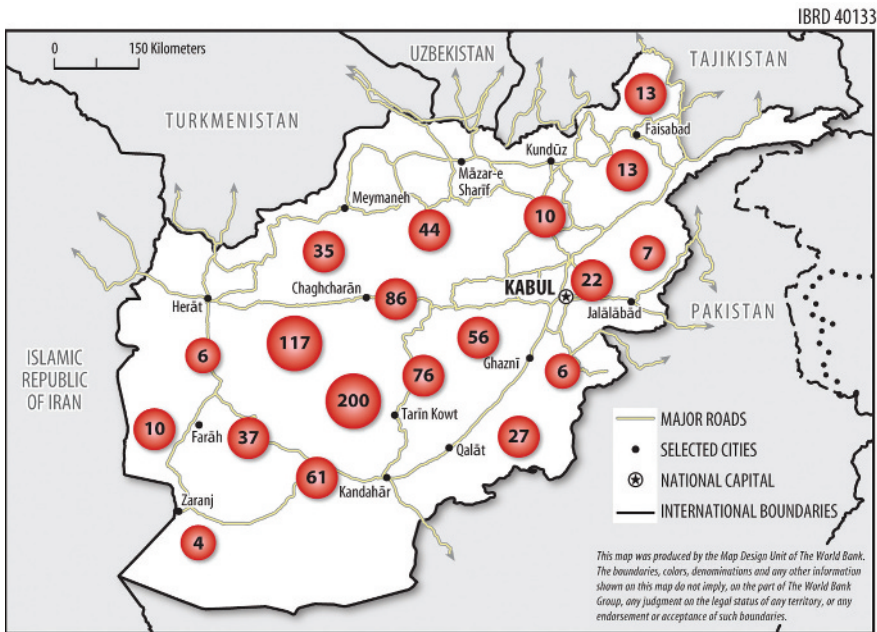 IBRD 40133
0 150 Kilometers
UZBEKISTAN
TAJIKISTAN
TURKMENISTAN
13
Faisabad
Kundūz
Māzar-e
Sharīf
13
Meymaneh
10
44
35
7
22
Chaghcharān
86
KABUL
Herāt
Jalālābād
PAKISTAN
117
56
6
ISLAMIC
REPUBLIC
OF IRAN
Ghaznī
76
6
200
Tarin Kowt
10
Farāh
37
27
Qalāt
61
Kandahār
Zaranj
4
MAJOR ROADS
SELECTED CITIES
NATIONAL CAPITAL
INTERNATIONAL BOUNDARIES
This map was produced by the Map Design Unit of The World Bank.
The boundaries, colors, denominations and any other information
shown on this map do not imply, on the part of The World Bank
Group, any judgment on the legal status of any territory, or any
endorsement or acceptance of such boundaries.